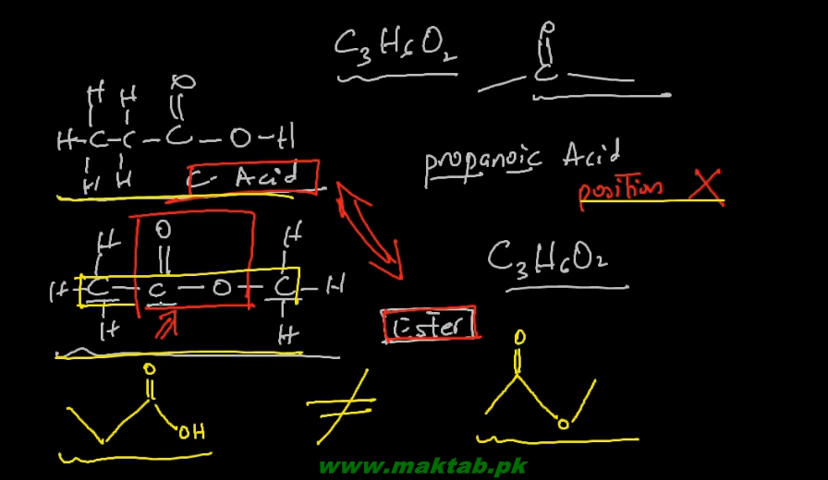 C₃H₆O₂
O
C
H H O
H-C-C-C-O-H
H H
C- Acid
propanoic Acid
position X
H O H
H-C-C-O-C-H
H H
C₃H₆O₂
Ester
O
OH
≠
O
O
www.maktab.pk